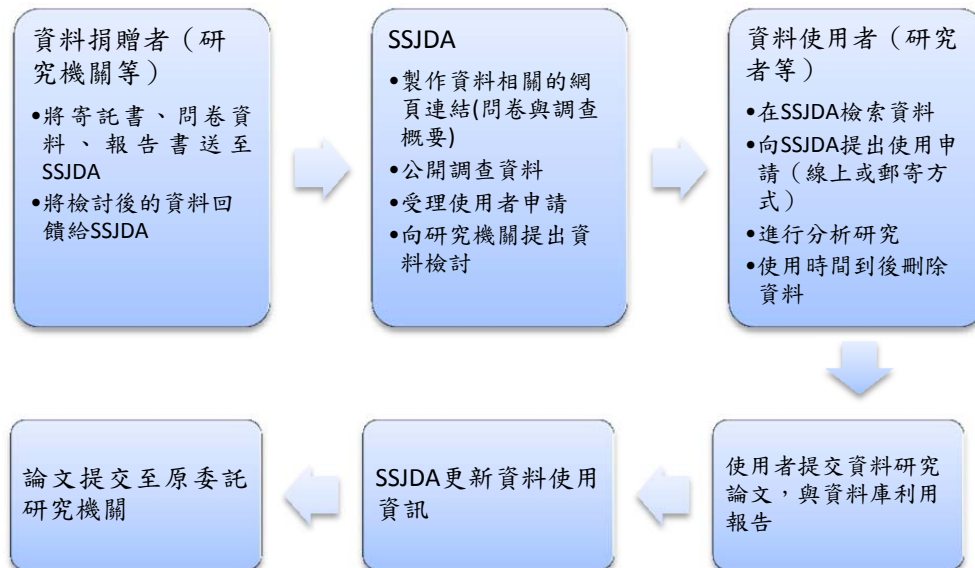 資料捐贈者（研
究機關等）
•將寄託書、問卷資
料、報告書送至
SSJDA
•將檢討後的資料回
饋給SSJDA
SSJDA
•製作資料相關的網
頁連結(問卷與調查
概要)
•公開調查資料
•受理使用者申請
•向研究機關提出資
料檢討
資料使用者（研究
者等）
•在SSJDA檢索資料
•向SSJDA提出使用申
請（線上或郵寄方
式）
•進行分析研究
•使用時間到後刪除
資料
使用者提交資料研究
論文，與資料庫利用
報告
SSJDA更新資料使用
資訊
論文提交至原委託
研究機關